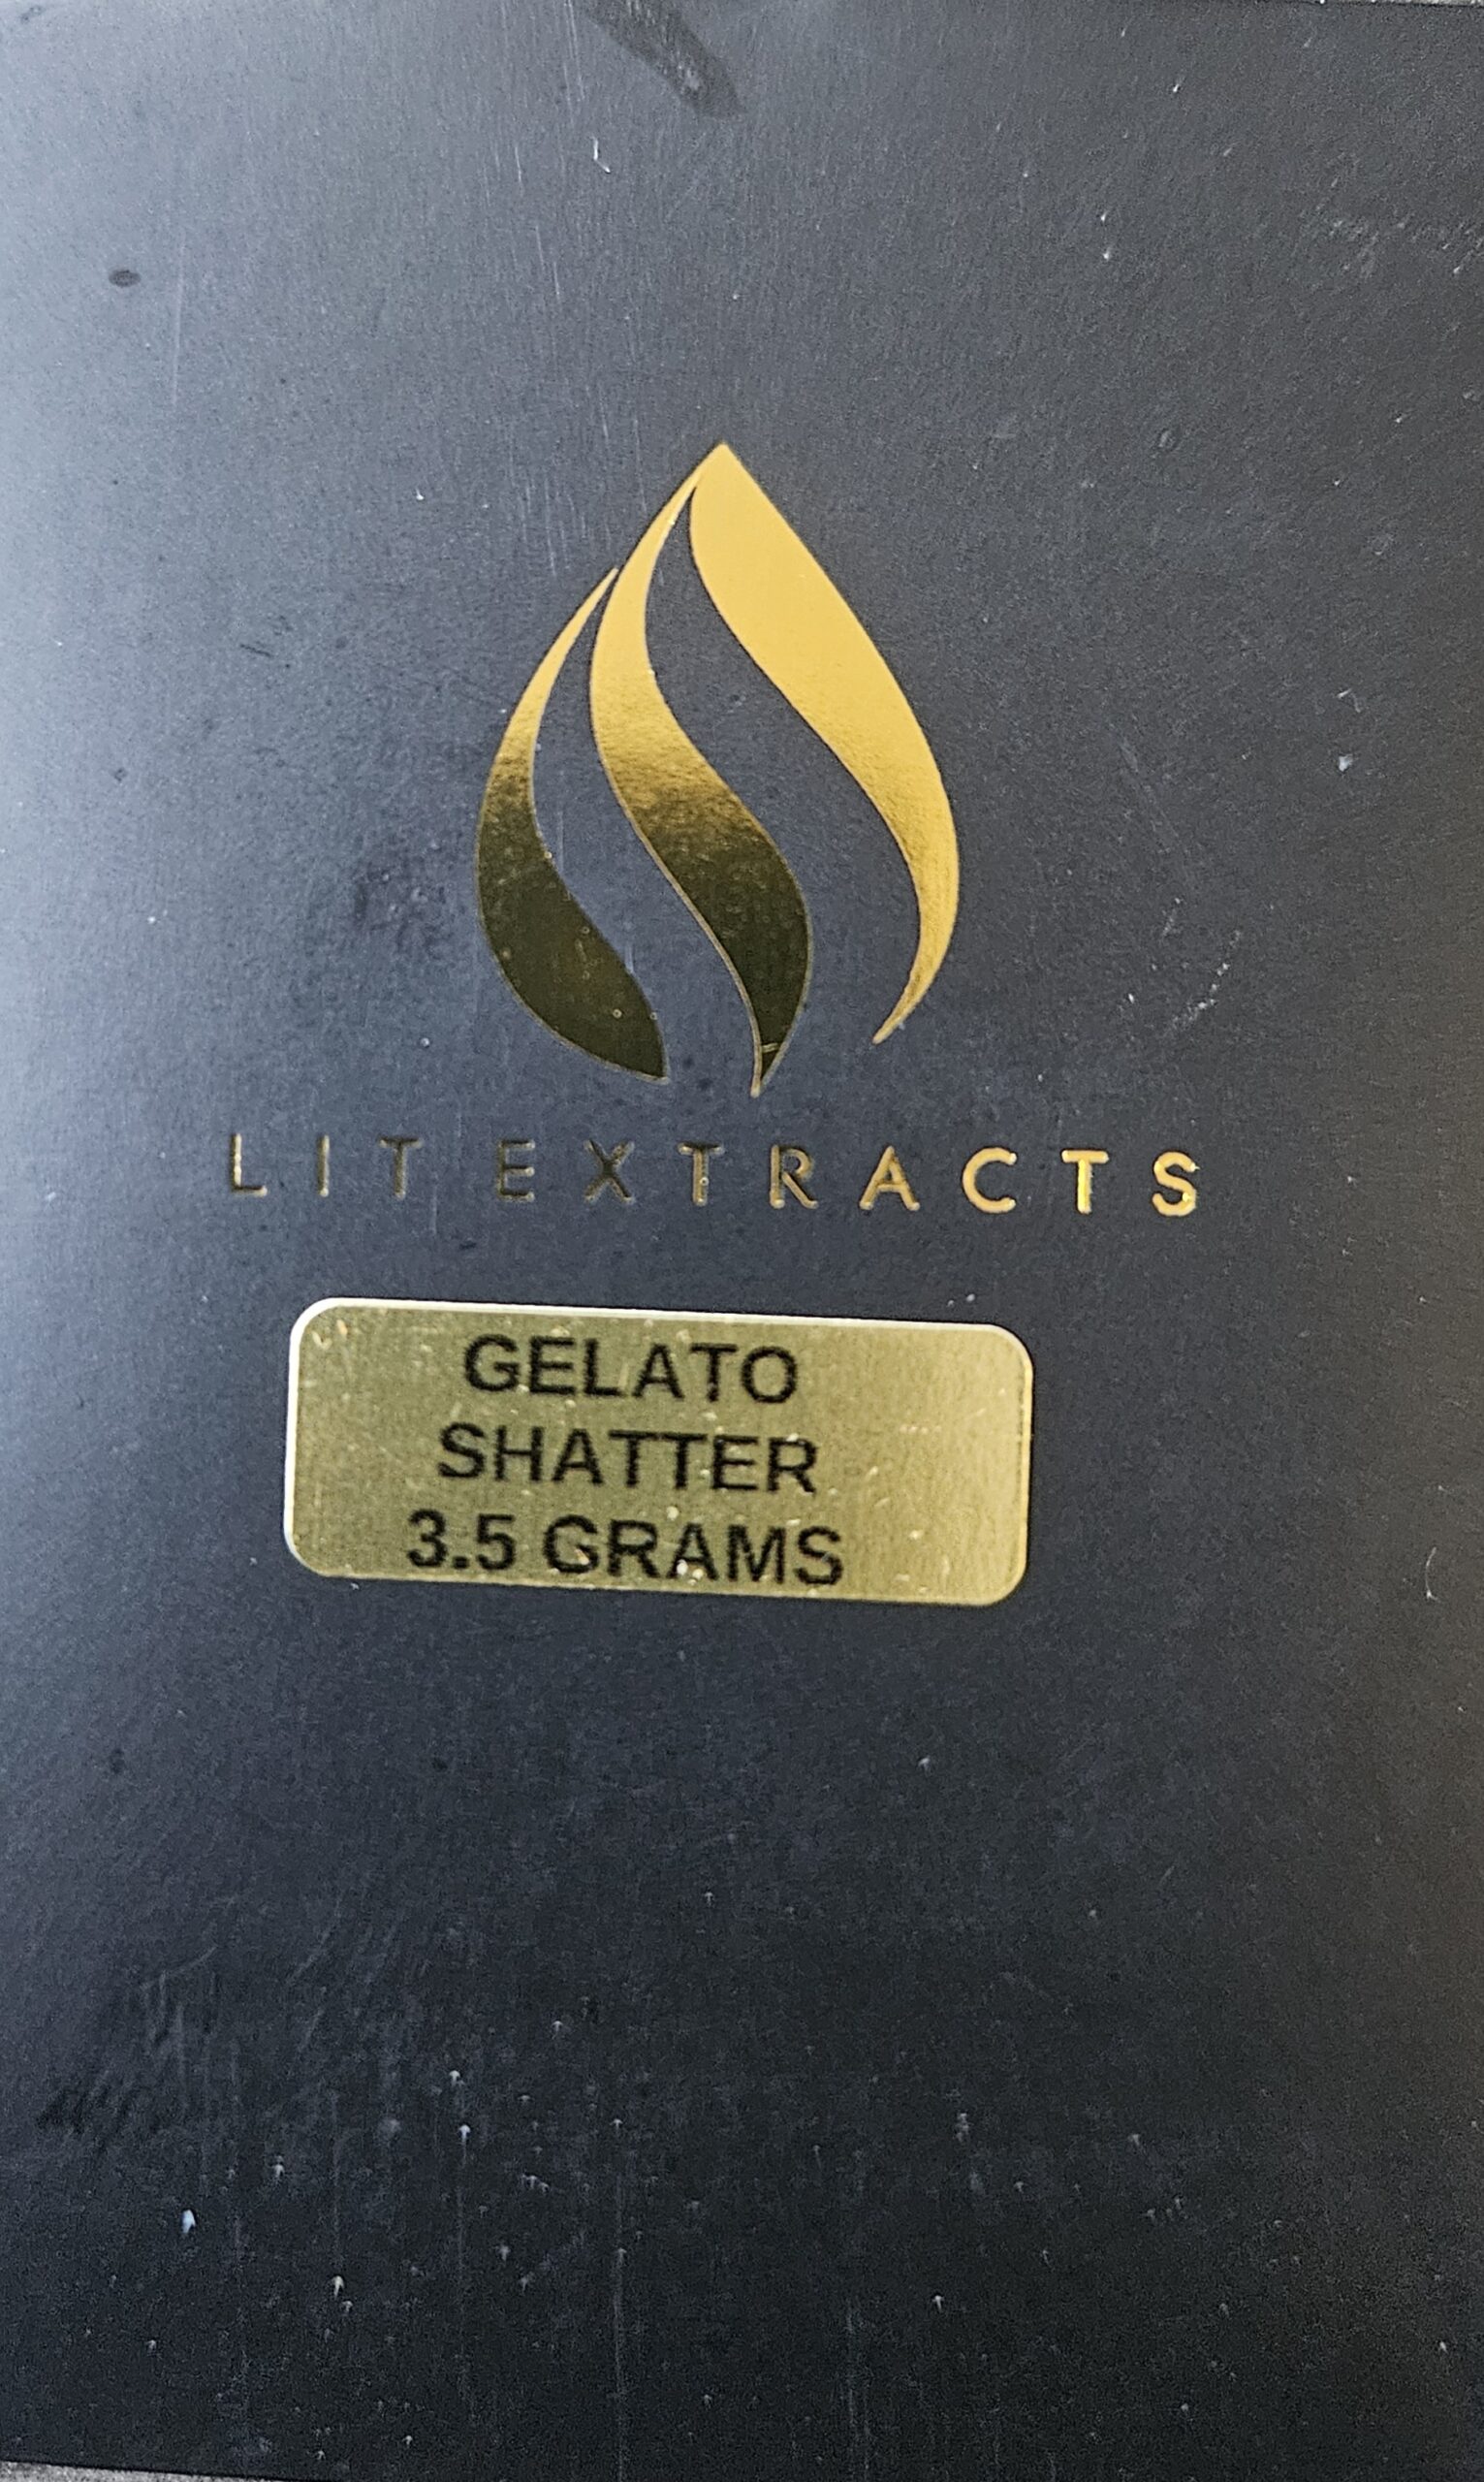 LIT EXTRACTS
GELATO
SHATTER
3.5 GRAMS